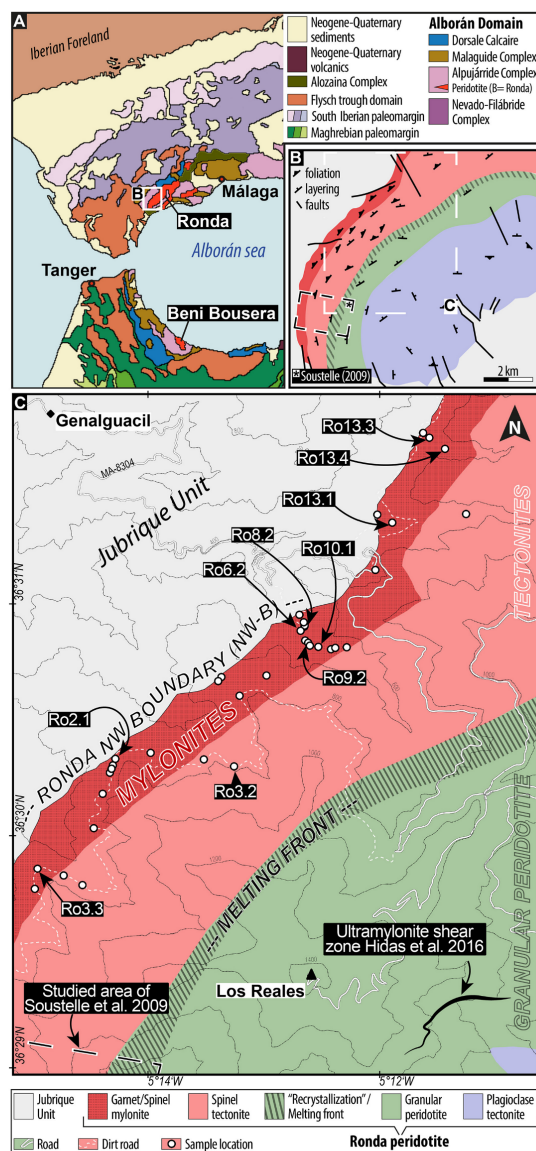 A
Iberian Foreland
B
Málaga
Ronda
Alborán sea
Tanger
Beni Bousera
Neogene-Quaternary
sediments
Neogene-Quaternary
volcanics
Alozaina Complex
Flysch trough domain
South Iberian paleomargin
Maghrebian paleomargin
Alborán Domain
Dorsale Calcaire
Malaguide Complex
Alpujárride Complex
Peridotite (B= Ronda)
Nevado-Filábride
Complex
B
foliation
layering
faults
*
C
* Soustelle (2009)
2 km
C
Genalguacil
MA-8304
Jubrique Unit
N
Ro13.3
Ro13.4
Ro13.1
Ro8.2
Ro10.1
Ro6.2
Ro9.2
Ro2.1
Ro3.2
Ro3.3
TECTONITES
36°31'N
--- RONDA NW BOUNDARY (NW-B) ---
MYLONITES
36°30'N
--- MELTING FRONT ---
GRANULAR PERIDOTITE
Ultramylonite shear
zone Hidas et al. 2016
Los Reales
Studied area of
Soustelle et al. 2009
36°29'N
5°14'W
5°12'W
Jubrique
Unit
Garnet/Spinel
mylonite
Spinel
tectonite
"Recrystallization"/
Melting front
Granular
peridotite
Plagioclase
tectonite
Road
Dirt road
Sample location
Ronda peridotite